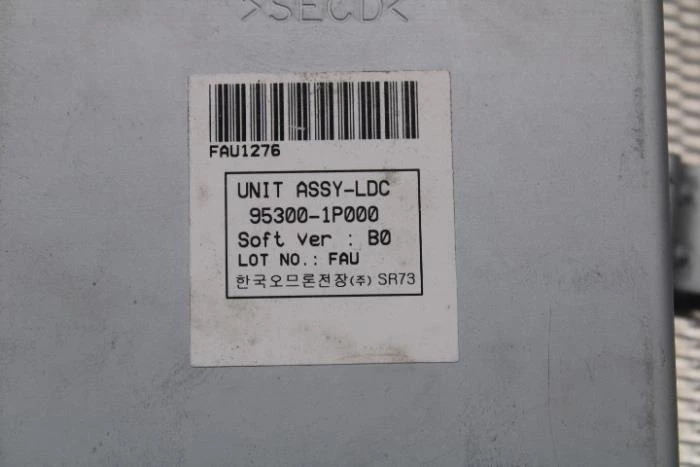 >SECD<
FAU1276
UNIT ASSY-LDC
95300-1P000
Soft Ver : B0
LOT NO.: FAU
한국오므론전장(주) SR73